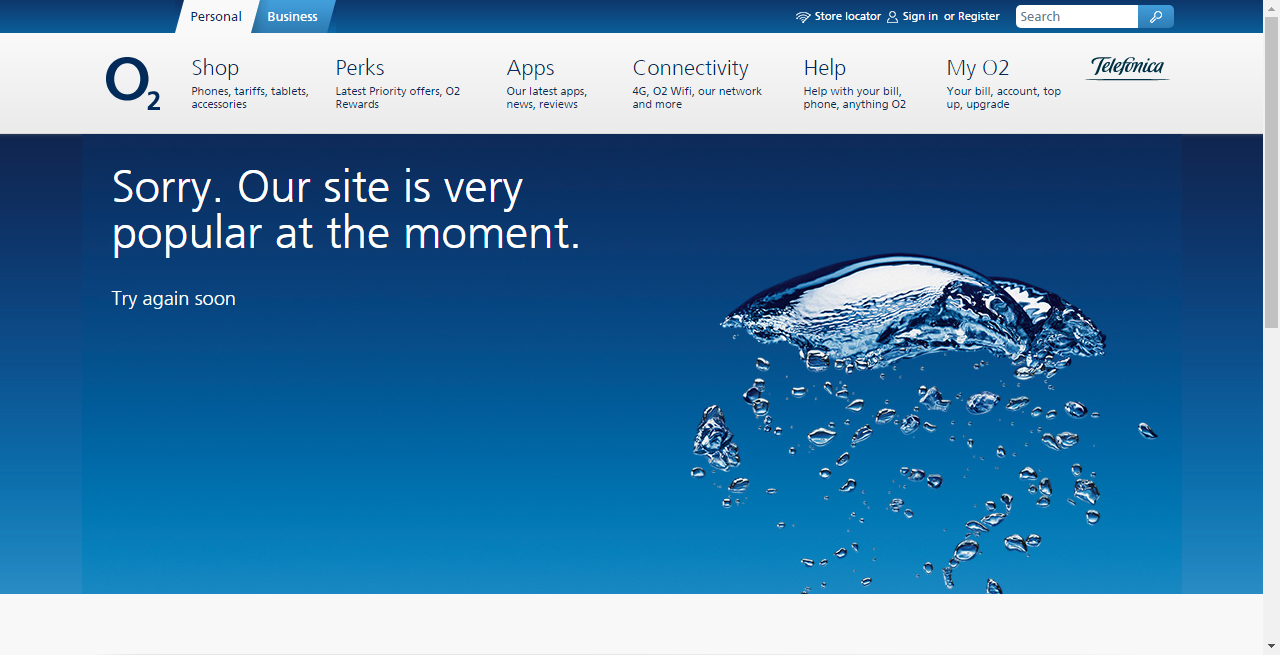 Personal
Business
Store locator
Sign in or Register
Search
O2
Shop
Phones, tariffs, tablets,
accessories
Perks
Latest Priority offers, O2
Rewards
Apps
Our latest apps,
news, reviews
Connectivity
4G, O2 Wifi, our network
and more
Help
Help with your bill,
phone, anything O2
My O2
Your bill, account, top
up, upgrade
Telefónica
Sorry. Our site is very
popular at the moment.
Try again soon